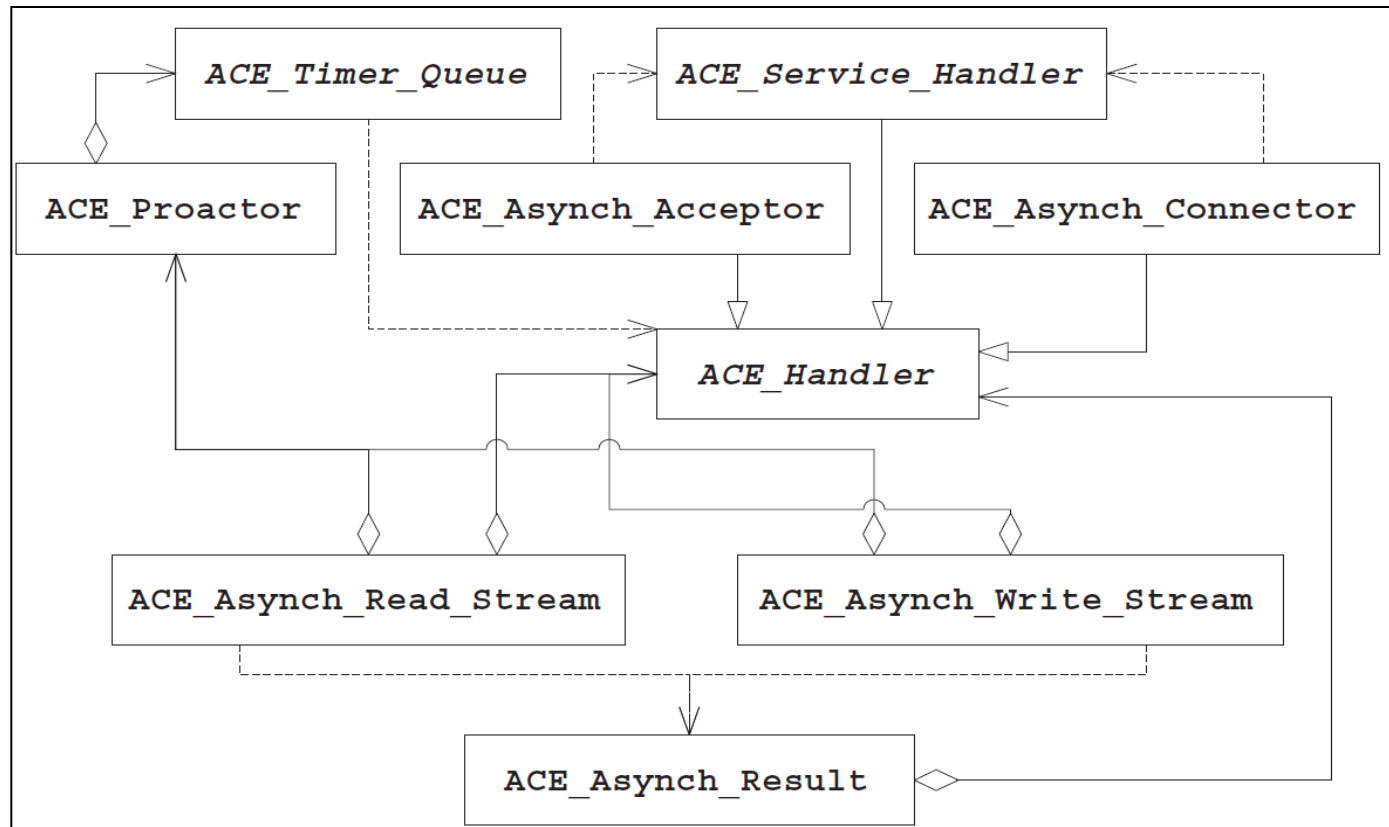 ACE_Timer_Queue
ACE_Service_Handler
ACE_Proactor
ACE_Asynch_Acceptor
ACE_Asynch_Connector
ACE_Handler
ACE_Asynch_Read_Stream
ACE_Asynch_Write_Stream
ACE_Asynch_Result